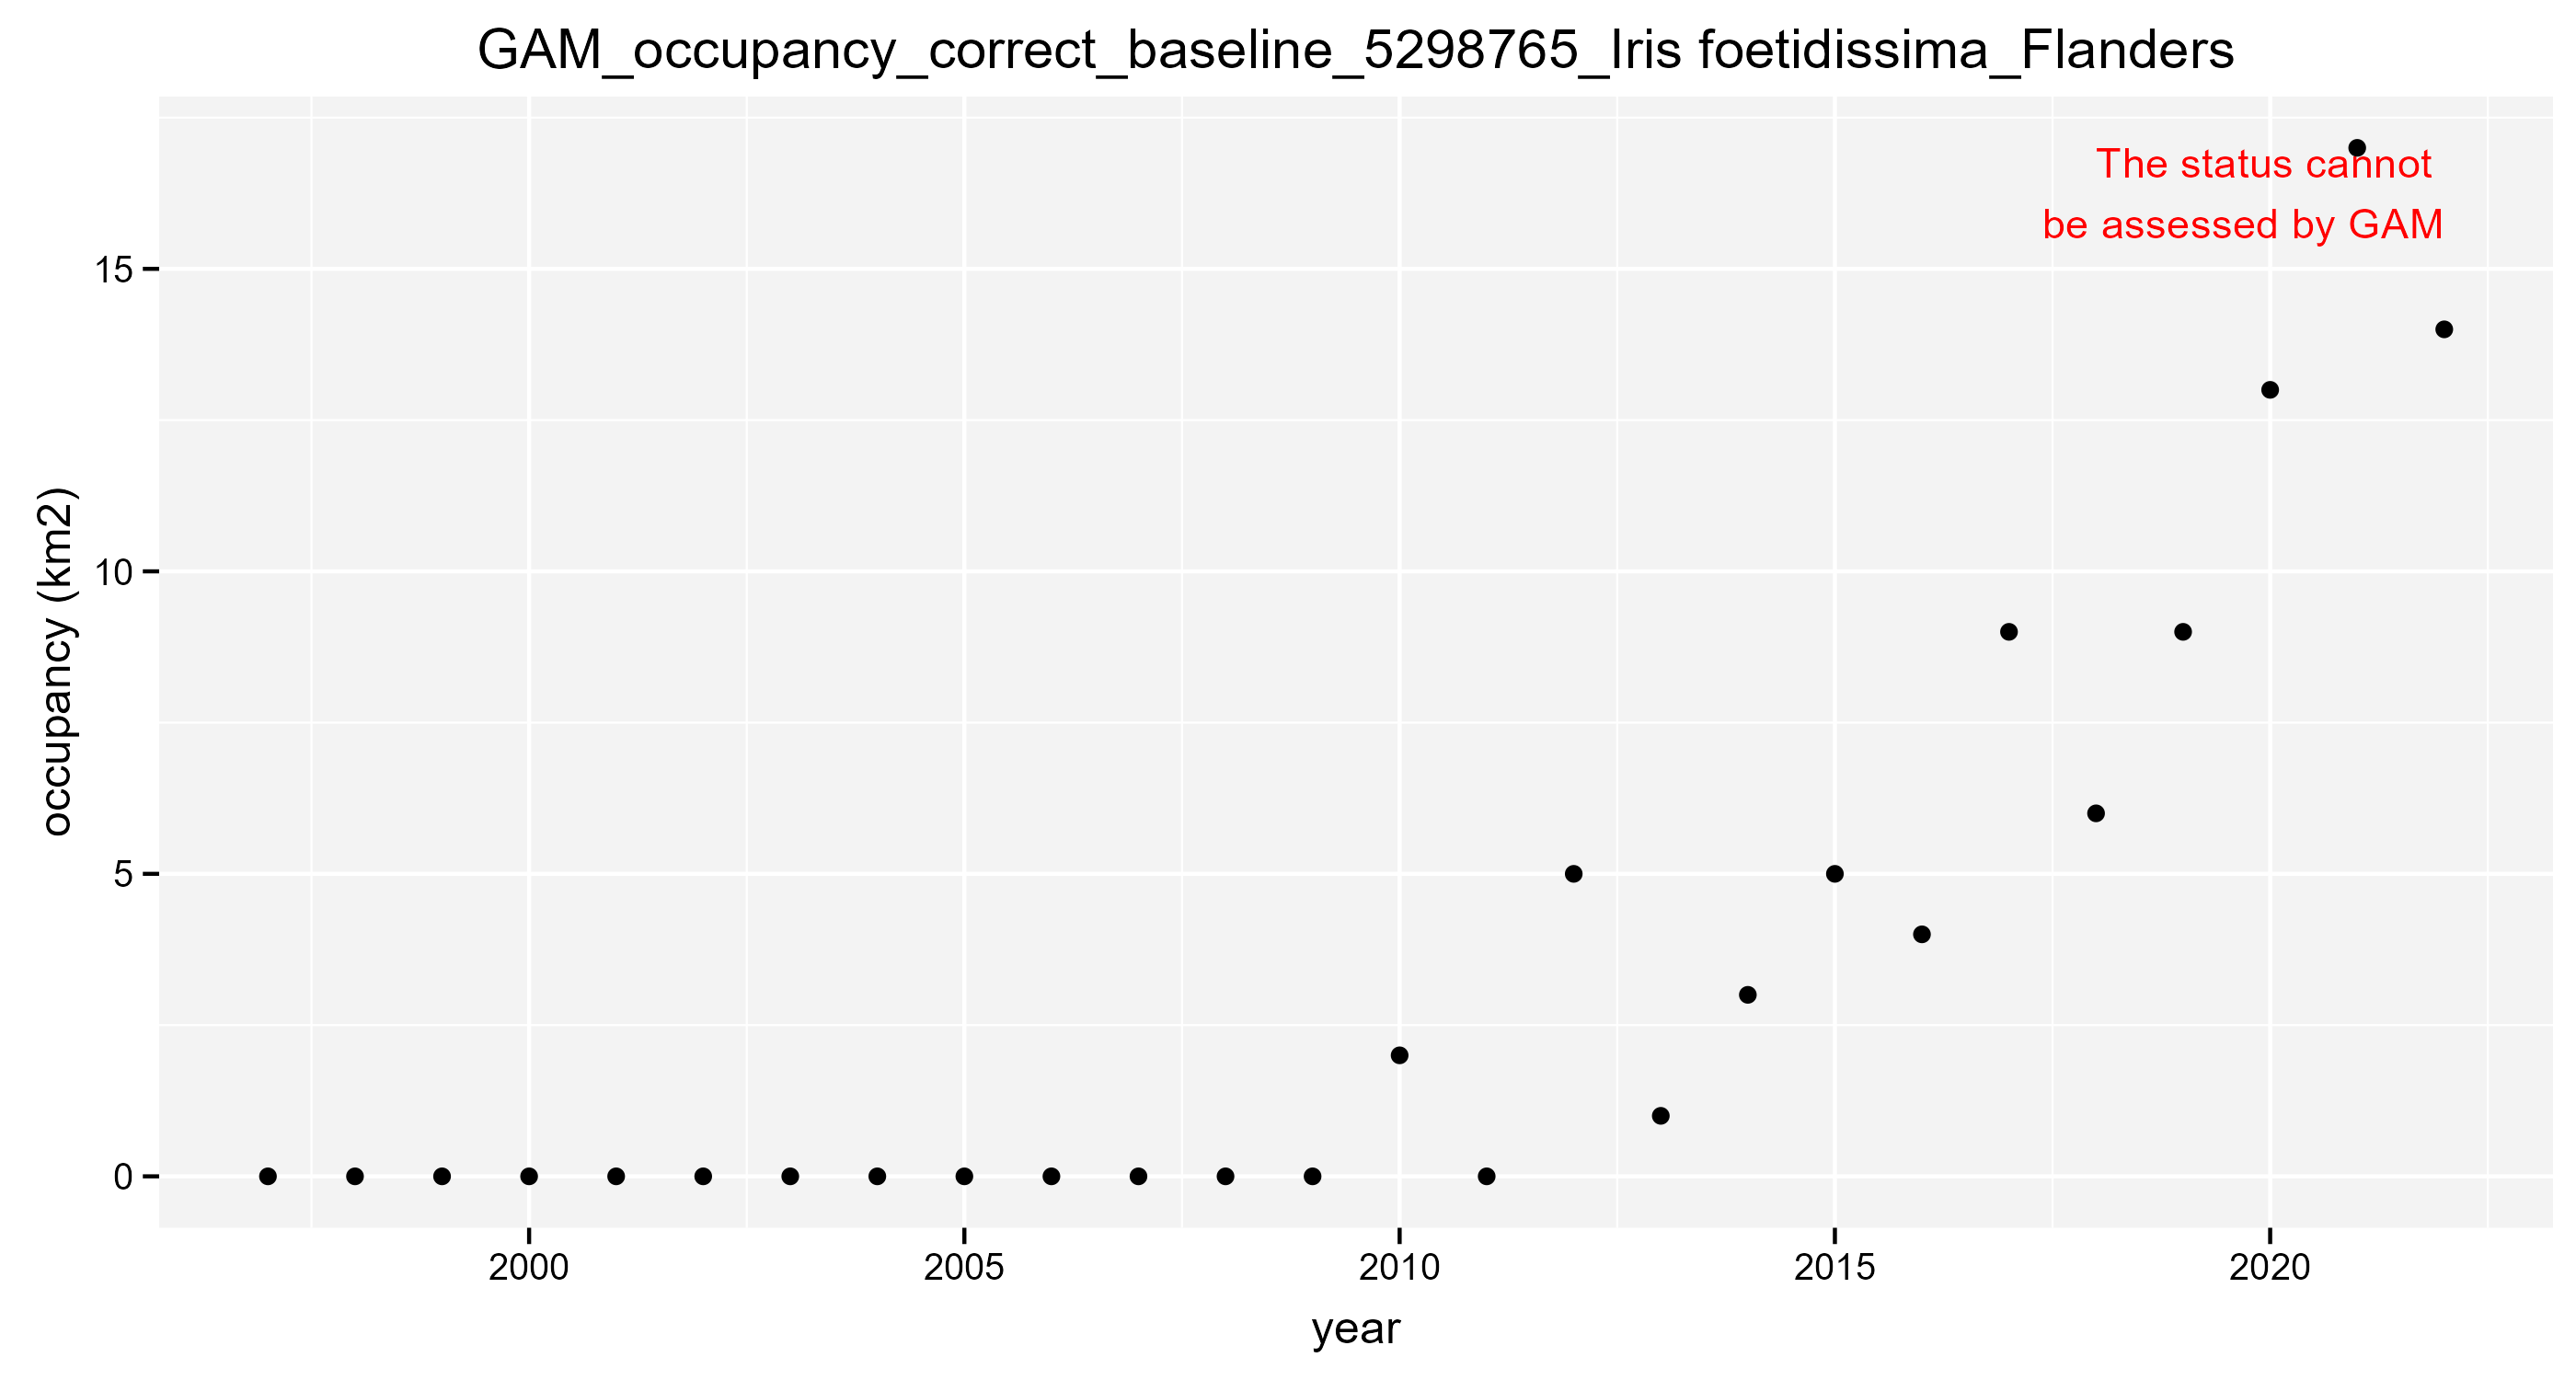 GAM_occupancy_correct_baseline_5298765_Iris foetidissima_Flanders
The status cannot
be assessed by GAM
occupancy (km2)
15
10
5
0
2000 2005 2010 2015 2020
year